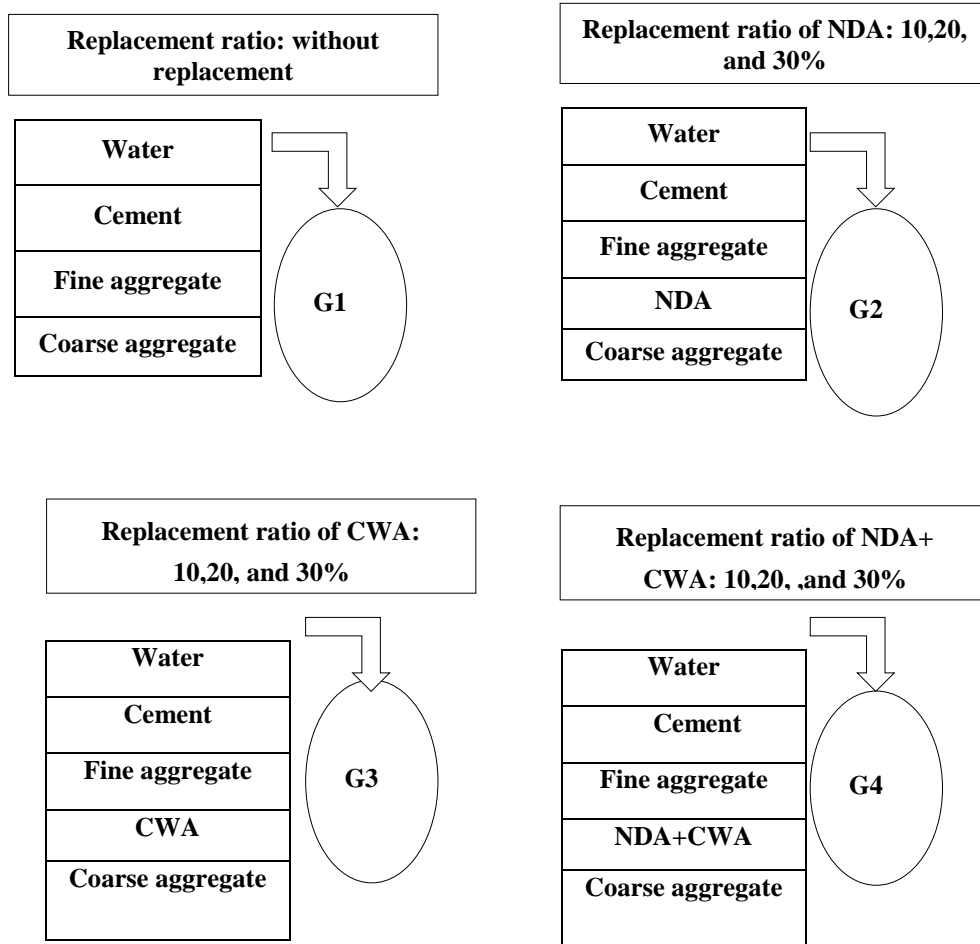 Replacement ratio: without
replacement
Water
Cement
Fine aggregate
Coarse aggregate
G1
Replacement ratio of NDA: 10,20,
and 30%
Water
Cement
Fine aggregate
NDA
Coarse aggregate
G2
Replacement ratio of CWA:
10,20, and 30%
Water
Cement
Fine aggregate
CWA
Coarse aggregate
G3
Replacement ratio of NDA+
CWA: 10,20, ,and 30%
Water
Cement
Fine aggregate
NDA+CWA
Coarse aggregate
G4